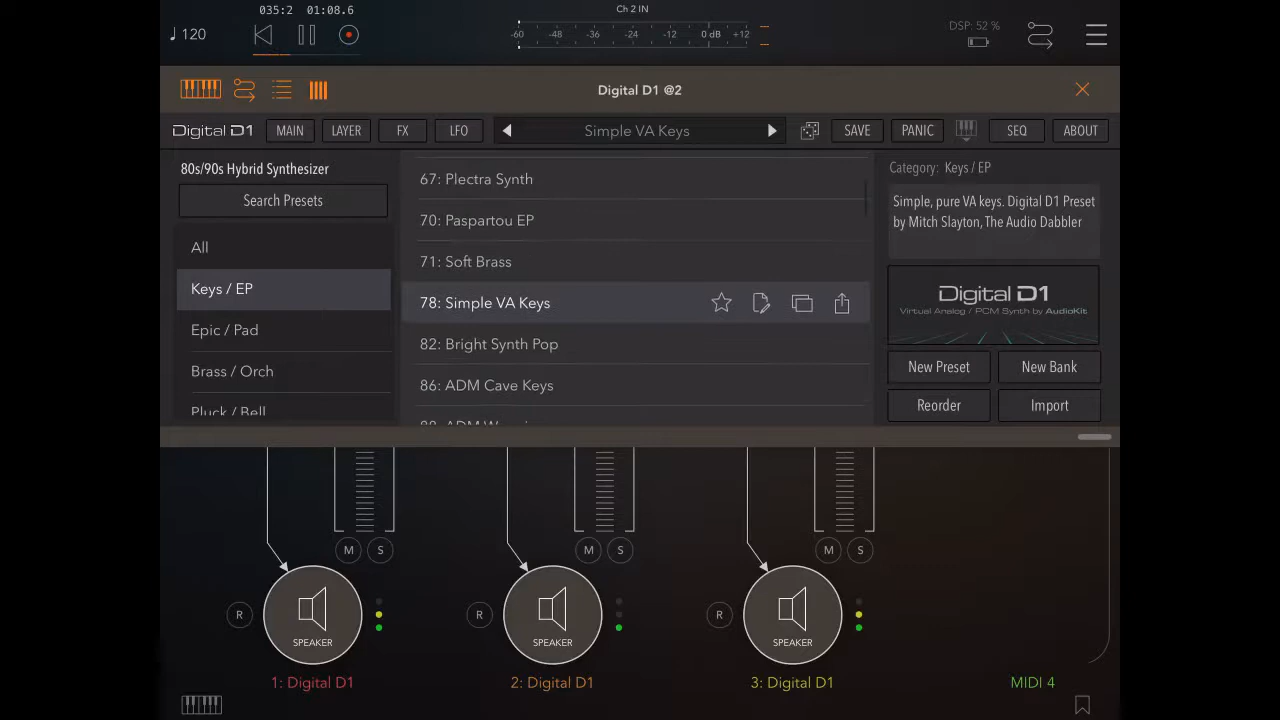 Ch 2 IN
035:2 01:08.6
120
-60 -48 -36 -24 -12 0 dB +12
DSP: 52 %
Digital D1 @2
Digital D1
MAIN
LAYER
FX
LFO
Simple VA Keys
SAVE
PANIC
SEQ
ABOUT
80s/90s Hybrid Synthesizer
Search Presets
All
Keys / EP
Epic / Pad
Brass / Orch
Pluck / Bell
67: Plectra Synth
70: Paspartou EP
71: Soft Brass
78: Simple VA Keys
82: Bright Synth Pop
86: ADM Cave Keys
Category: Keys / EP
Simple, pure VA keys. Digital D1 Preset
by Mitch Slayton, The Audio Dabbler
Digital D1
Virtual Analog / PCM Synth by AudioKit
New Preset
New Bank
Reorder
Import
M S
M S
M S
R SPEAKER
R SPEAKER
R SPEAKER
1: Digital D1
2: Digital D1
3: Digital D1
MIDI 4